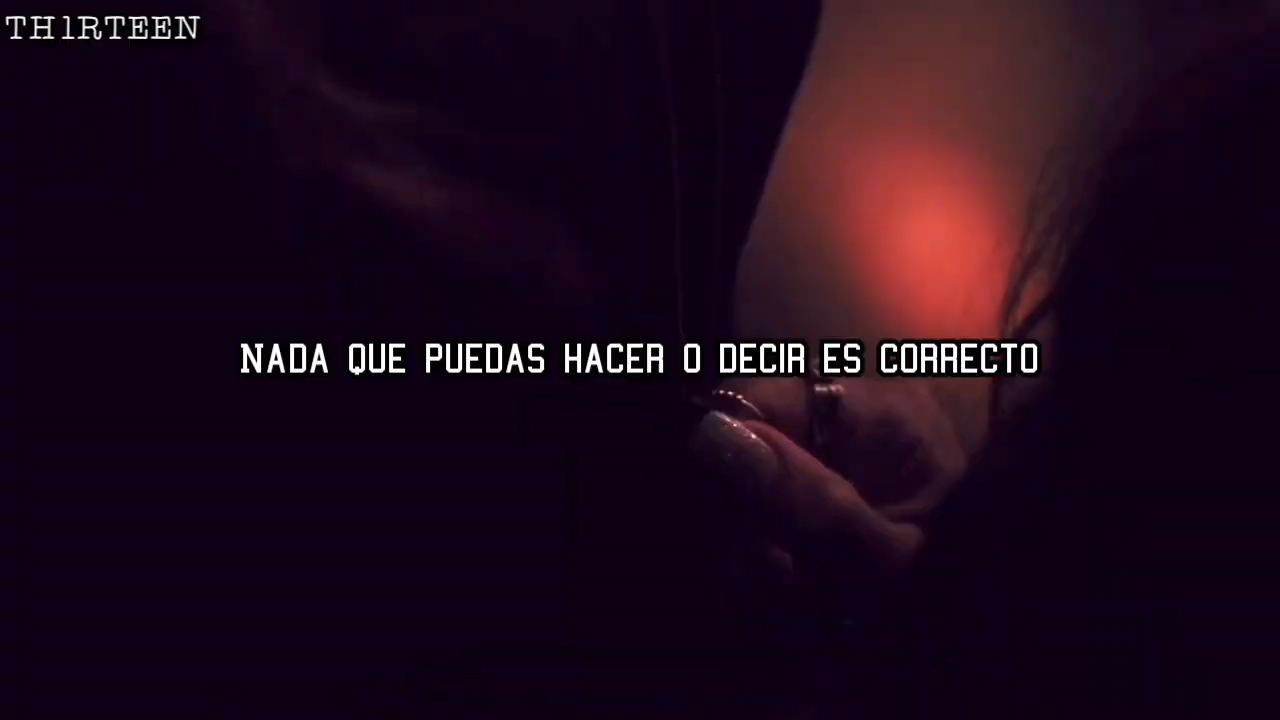 TH1RTEEN
NADA QUE PUEDAS HACER O DECIR ES CORRECTO